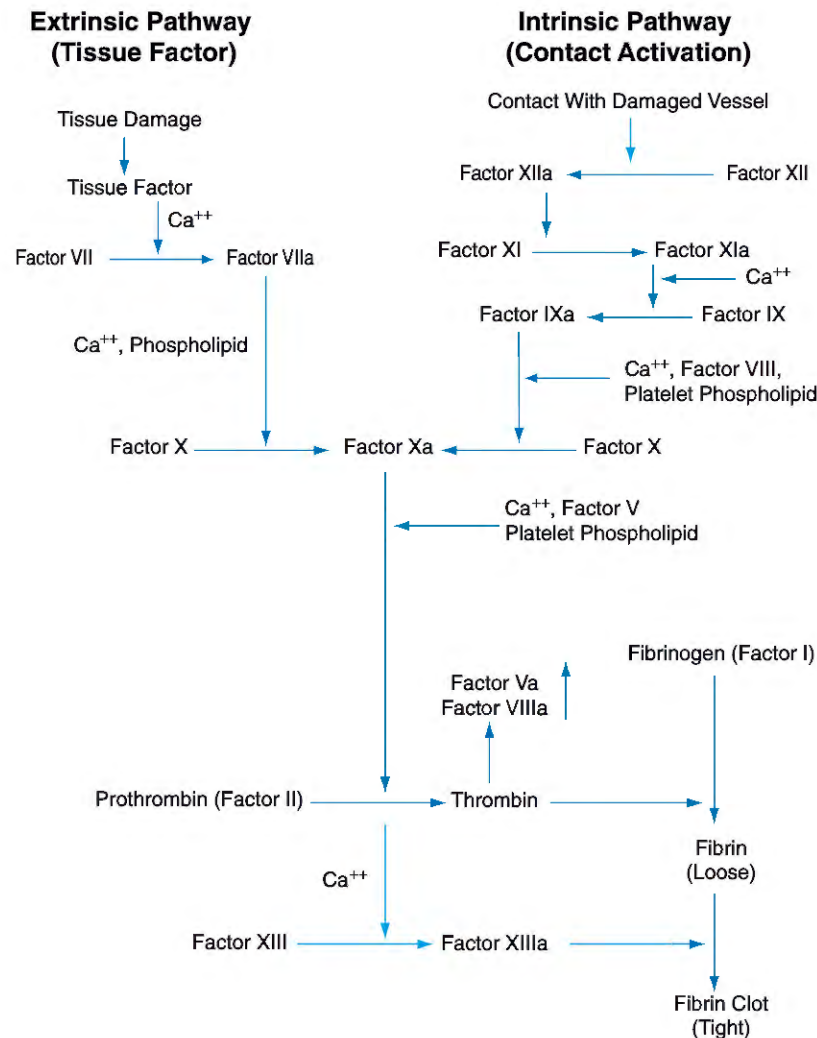 Extrinsic Pathway
(Tissue Factor)
Intrinsic Pathway
(Contact Activation)
Contact With Damaged Vessel
Tissue Damage
Factor XIIa
Factor XII
Tissue Factor
Ca++
Factor XI
Factor XIa
Factor VII
Factor VIIa
Ca++
Factor IXa
Factor IX
Ca++, Phospholipid
Ca++, Factor VIII,
Platelet Phospholipid
Factor X
Factor Xa
Factor X
Ca++, Factor V
Platelet Phospholipid
Fibrinogen (Factor I)
Factor Va
Factor VIIIa
Prothrombin (Factor II)
Thrombin
Fibrin
(Loose)
Ca++
Factor XIII
Factor XIIIa
Fibrin Clot
(Tight)